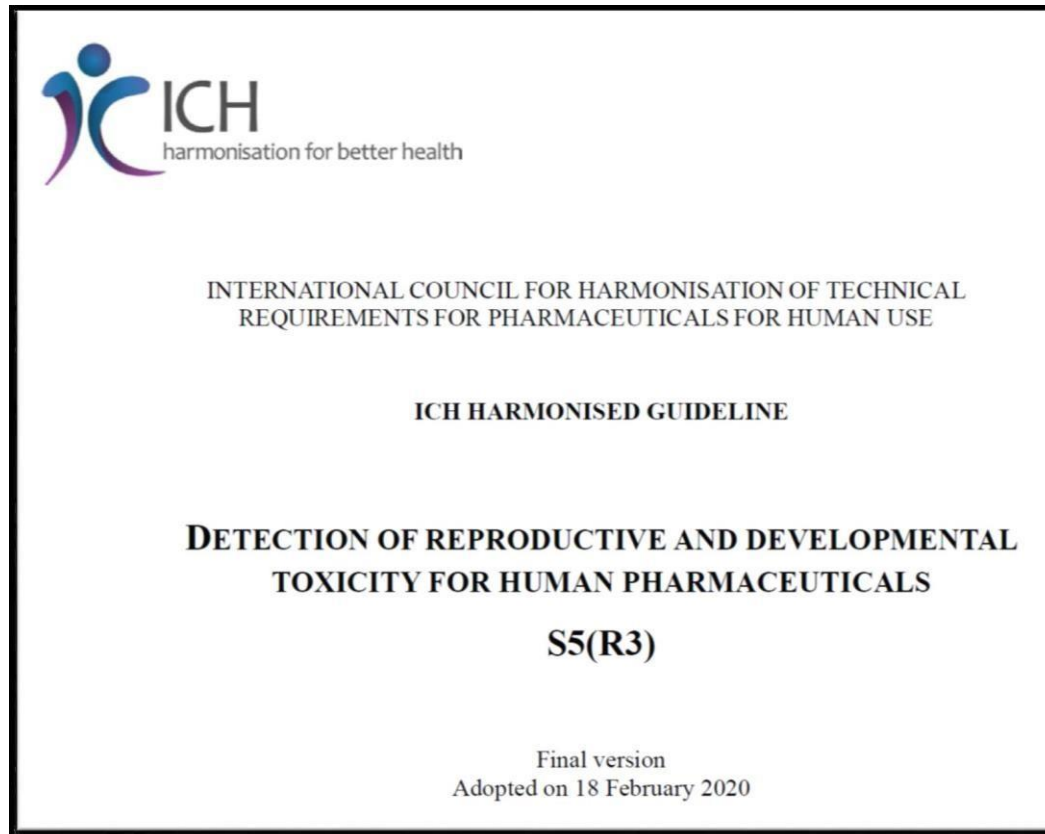 ICH
harmonisation for better health
INTERNATIONAL COUNCIL FOR HARMONISATION OF TECHNICAL
REQUIREMENTS FOR PHARMACEUTICALS FOR HUMAN USE
ICH HARMONISED GUIDELINE
DETECTION OF REPRODUCTIVE AND DEVELOPMENTAL
TOXICITY FOR HUMAN PHARMACEUTICALS
S5(R3)
Final version
Adopted on 18 February 2020